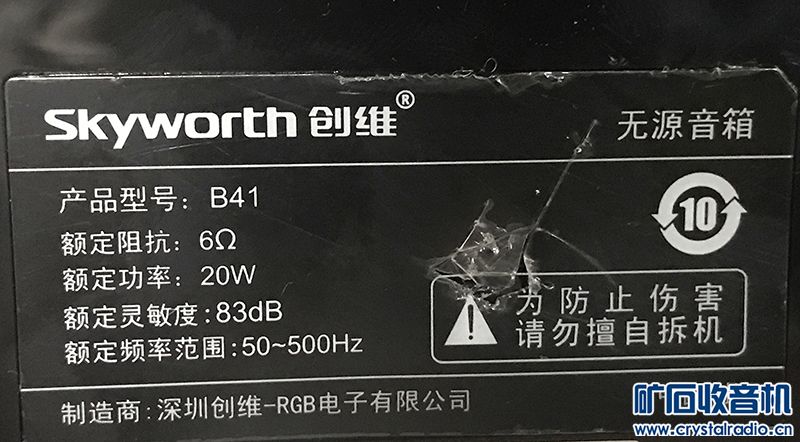 Skyworth 创维® 无源音箱
产品型号: B41
额定阻抗: 6Ω
额定功率: 20W
额定灵敏度:83dB
额定频率范围:50~500Hz
10
为防止伤害
请勿擅自拆机
制造商:深圳创维-RGB电子有限公司
矿石收音机
www.crystalradio.cn